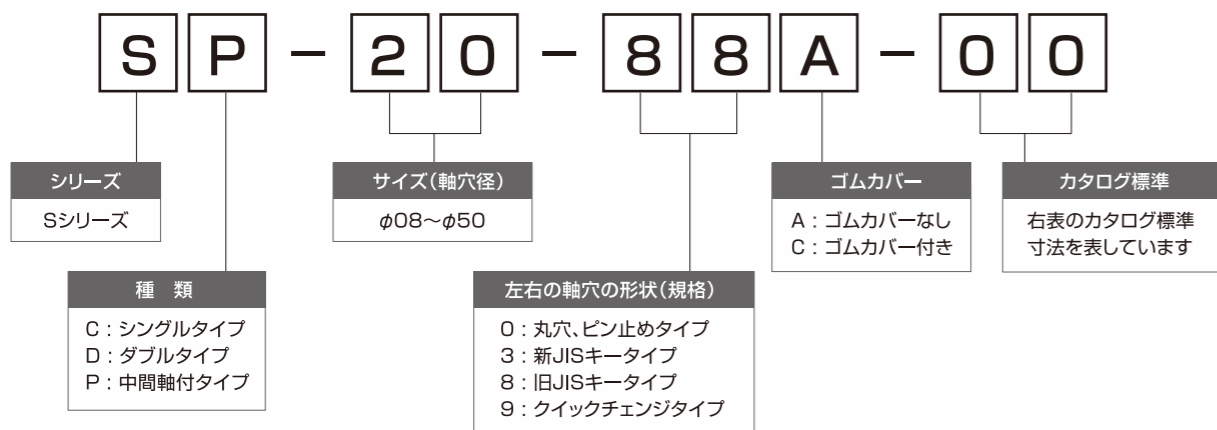 SP-20-88A-00
シリーズ
Sシリーズ
種　類
C：シングルタイプ
D：ダブルタイプ
P：中間軸付タイプ
サイズ（軸穴径）
φ08～φ50
左右の軸穴の形状（規格）
0：丸穴、ピン止めタイプ
3：新JISキータイプ
8：旧JISキータイプ
9：クイックチェンジタイプ
ゴムカバー
A：ゴムカバーなし
C：ゴムカバー付き
カタログ標準
右表のカタログ標準
寸法を表しています